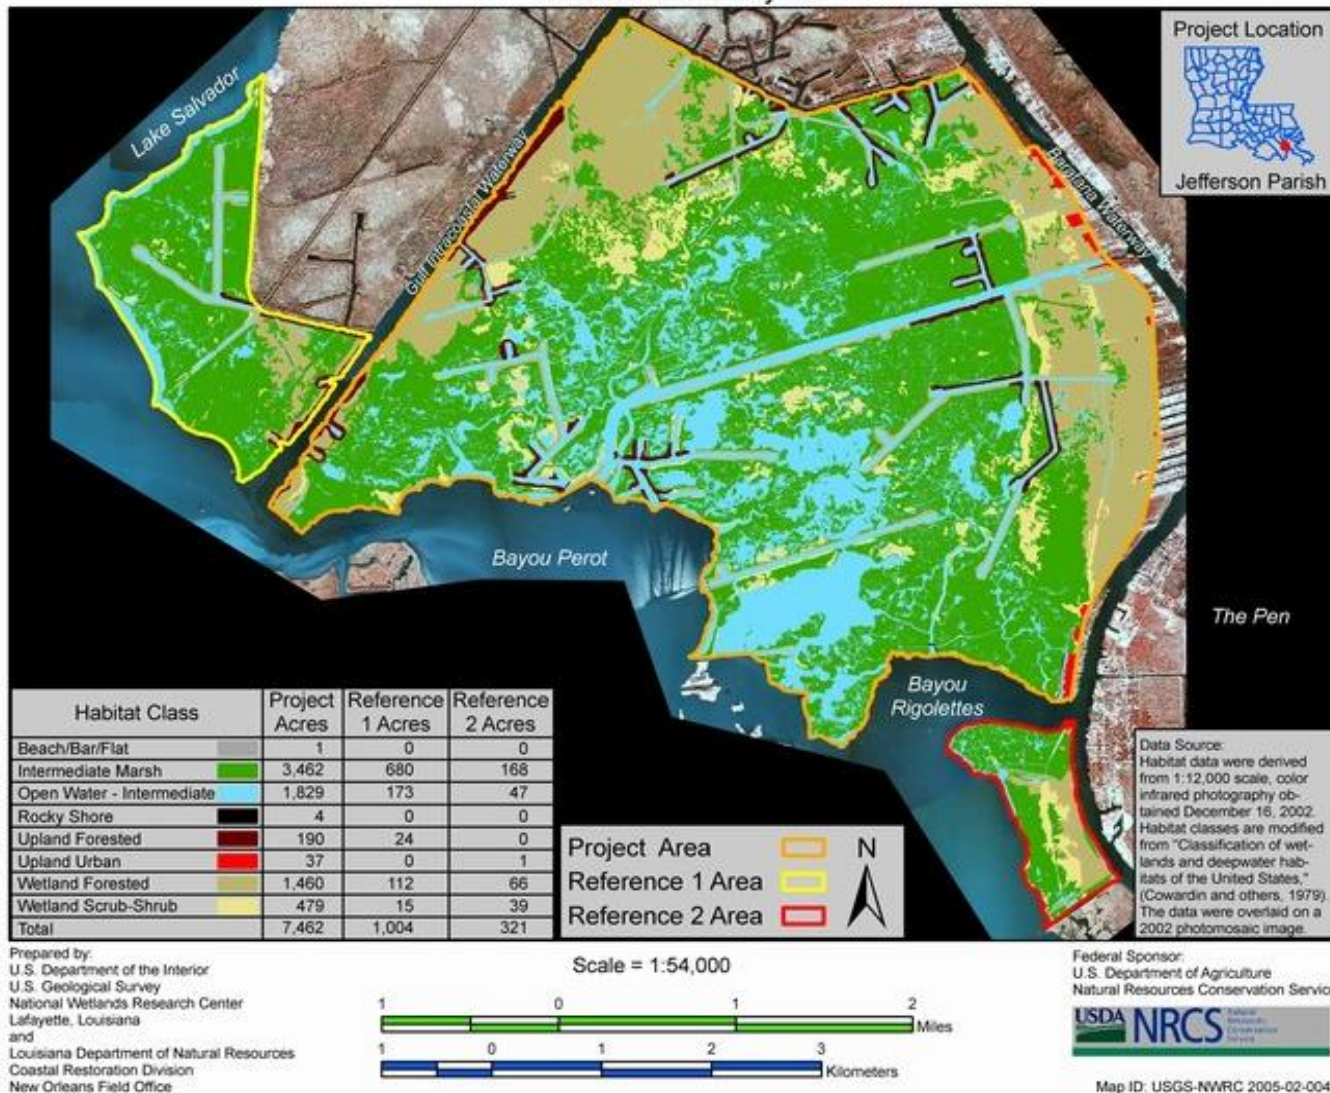 Project Location
Jefferson Parish
Lake Salvador
Gulf Intracoastal Waterway
Barataria Waterway
Bayou Perot
The Pen
Bayou
Rigolettes
Habitat Class Project Acres Reference 1 Acres Reference 2 Acres
Beach/Bar/Flat 1 0 0
Intermediate Marsh 3,462 680 168
Open Water - Intermediate 1,829 173 47
Rocky Shore 4 0 0
Upland Forested 190 24 0
Upland Urban 37 0 1
Wetland Forested 1,460 112 66
Wetland Scrub-Shrub 479 15 39
Total 7,462 1,004 321
Project Area
Reference 1 Area
Reference 2 Area
N
Data Source:
Habitat data were derived
from 1:12,000 scale, color
infrared photography ob-
tained December 16, 2002.
Habitat classes are modified
from "Classification of wet-
lands and deepwater hab-
itats of the United States,"
(Cowardin and others, 1979).
The data were overlaid on a
2002 photomosaic image.
Prepared by:
U.S. Department of the Interior
U.S. Geological Survey
National Wetlands Research Center
Lafayette, Louisiana
and
Louisiana Department of Natural Resources
Coastal Restoration Division
New Orleans Field Office
Scale = 1:54,000
1 0 1 2
Miles
1 0 1 2 3
Kilometers
Federal Sponsor:
U.S. Department of Agriculture
Natural Resources Conservation Servic
USDA NRCS
Natural
Resources
Conservation
Service
Map ID: USGS-NWRC 2005-02-004